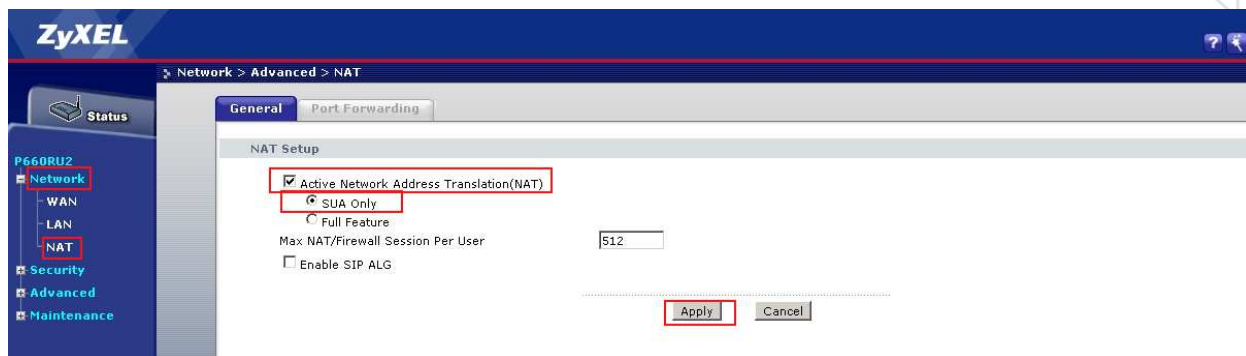 ZyXEL
?
Network > Advanced > NAT
Status
General
Port Forwarding
P660RU2
Network
WAN
LAN
NAT
Security
Advanced
Maintenance
NAT Setup
Active Network Address Translation(NAT)
SUA Only
Full Feature
Max NAT/Firewall Session Per User 512
Enable SIP ALG
Apply Cancel